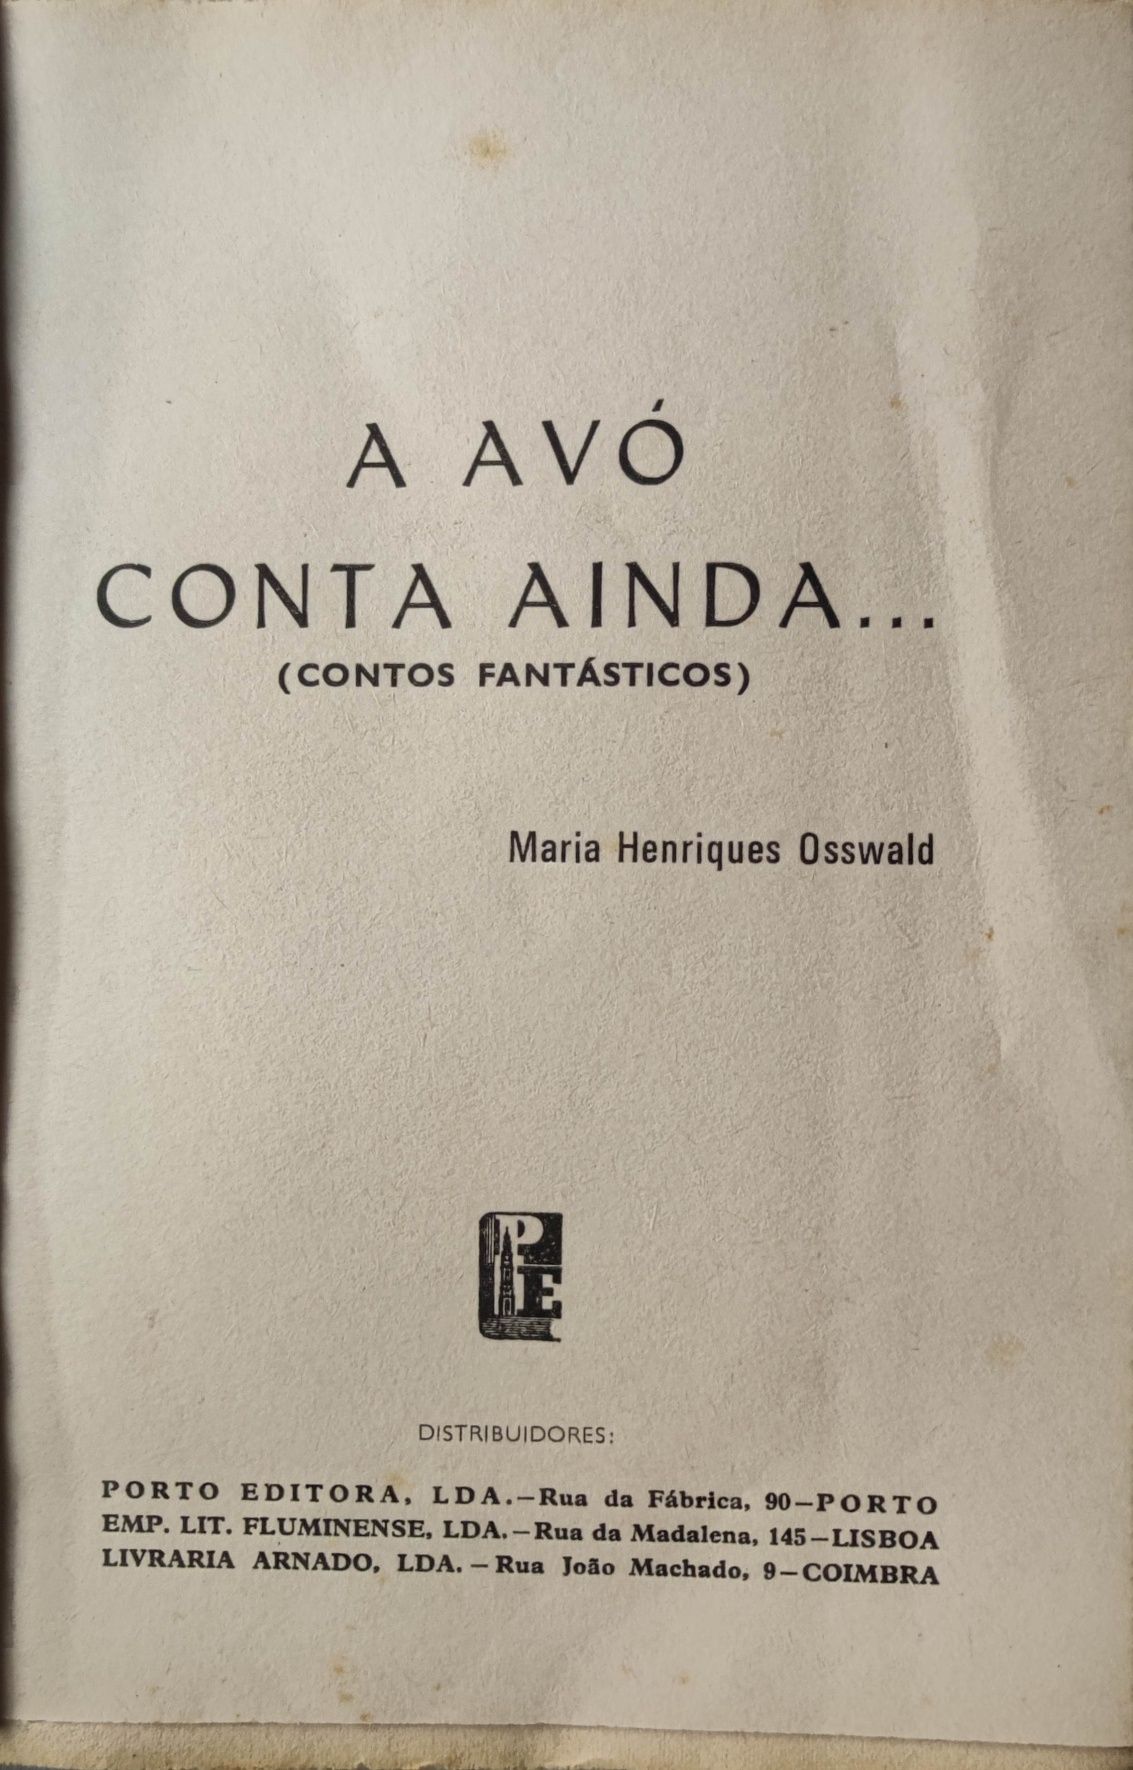 A AVÓ
CONTA AINDA...
(CONTOS FANTÁSTICOS)
Maria Henriques Osswald
PE
DISTRIBUIDORES:
PORTO EDITORA, LDA.—Rua da Fábrica, 90—PORTO
EMP. LIT. FLUMINENSE, LDA.—Rua da Madalena, 145—LISBOA
LIVRARIA ARNADO, LDA.—Rua João Machado, 9—COIMBRA